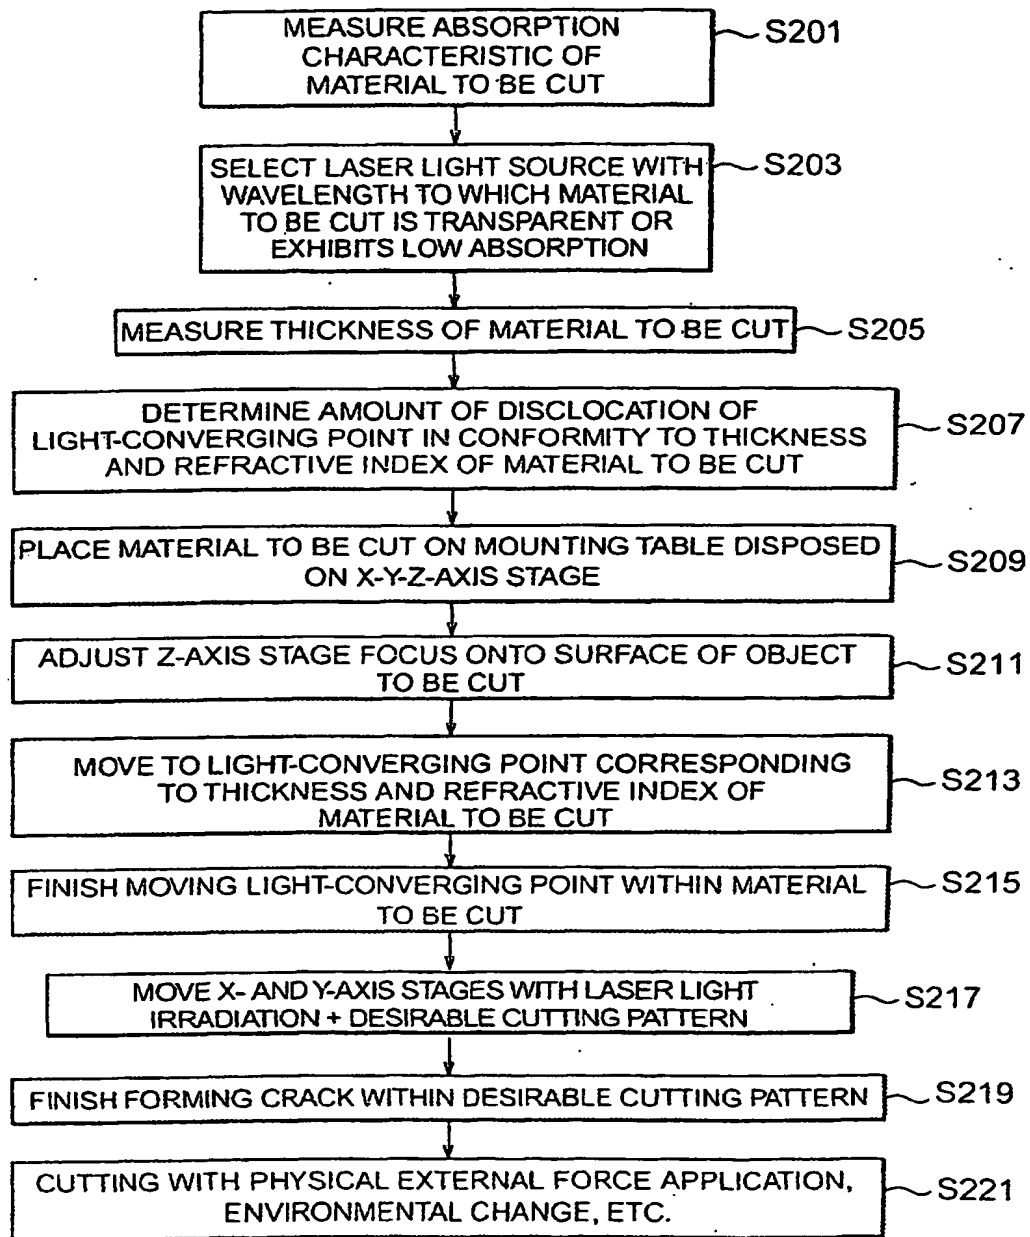 MEASURE ABSORPTION
CHARACTERISTIC OF
MATERIAL TO BE CUT
S201
SELECT LASER LIGHT SOURCE WITH
WAVELENGTH TO WHICH MATERIAL
TO BE CUT IS TRANSPARENT OR
EXHIBITS LOW ABSORPTION
S203
MEASURE THICKNESS OF MATERIAL TO BE CUT
S205
DETERMINE AMOUNT OF DISCLOCATION OF
LIGHT-CONVERGING POINT IN CONFORMITY TO THICKNESS
AND REFRACTIVE INDEX OF MATERIAL TO BE CUT
S207
PLACE MATERIAL TO BE CUT ON MOUNTING TABLE DISPOSED
ON X-Y-Z-AXIS STAGE
S209
ADJUST Z-AXIS STAGE FOCUS ONTO SURFACE OF OBJECT
TO BE CUT
S211
MOVE TO LIGHT-CONVERGING POINT CORRESPONDING
TO THICKNESS AND REFRACTIVE INDEX OF
MATERIAL TO BE CUT
S213
FINISH MOVING LIGHT-CONVERGING POINT WITHIN MATERIAL
TO BE CUT
S215
MOVE X- AND Y-AXIS STAGES WITH LASER LIGHT
IRRADIATION + DESIRABLE CUTTING PATTERN
S217
FINISH FORMING CRACK WITHIN DESIRABLE CUTTING PATTERN
S219
CUTTING WITH PHYSICAL EXTERNAL FORCE APPLICATION,
ENVIRONMENTAL CHANGE, ETC.
S221